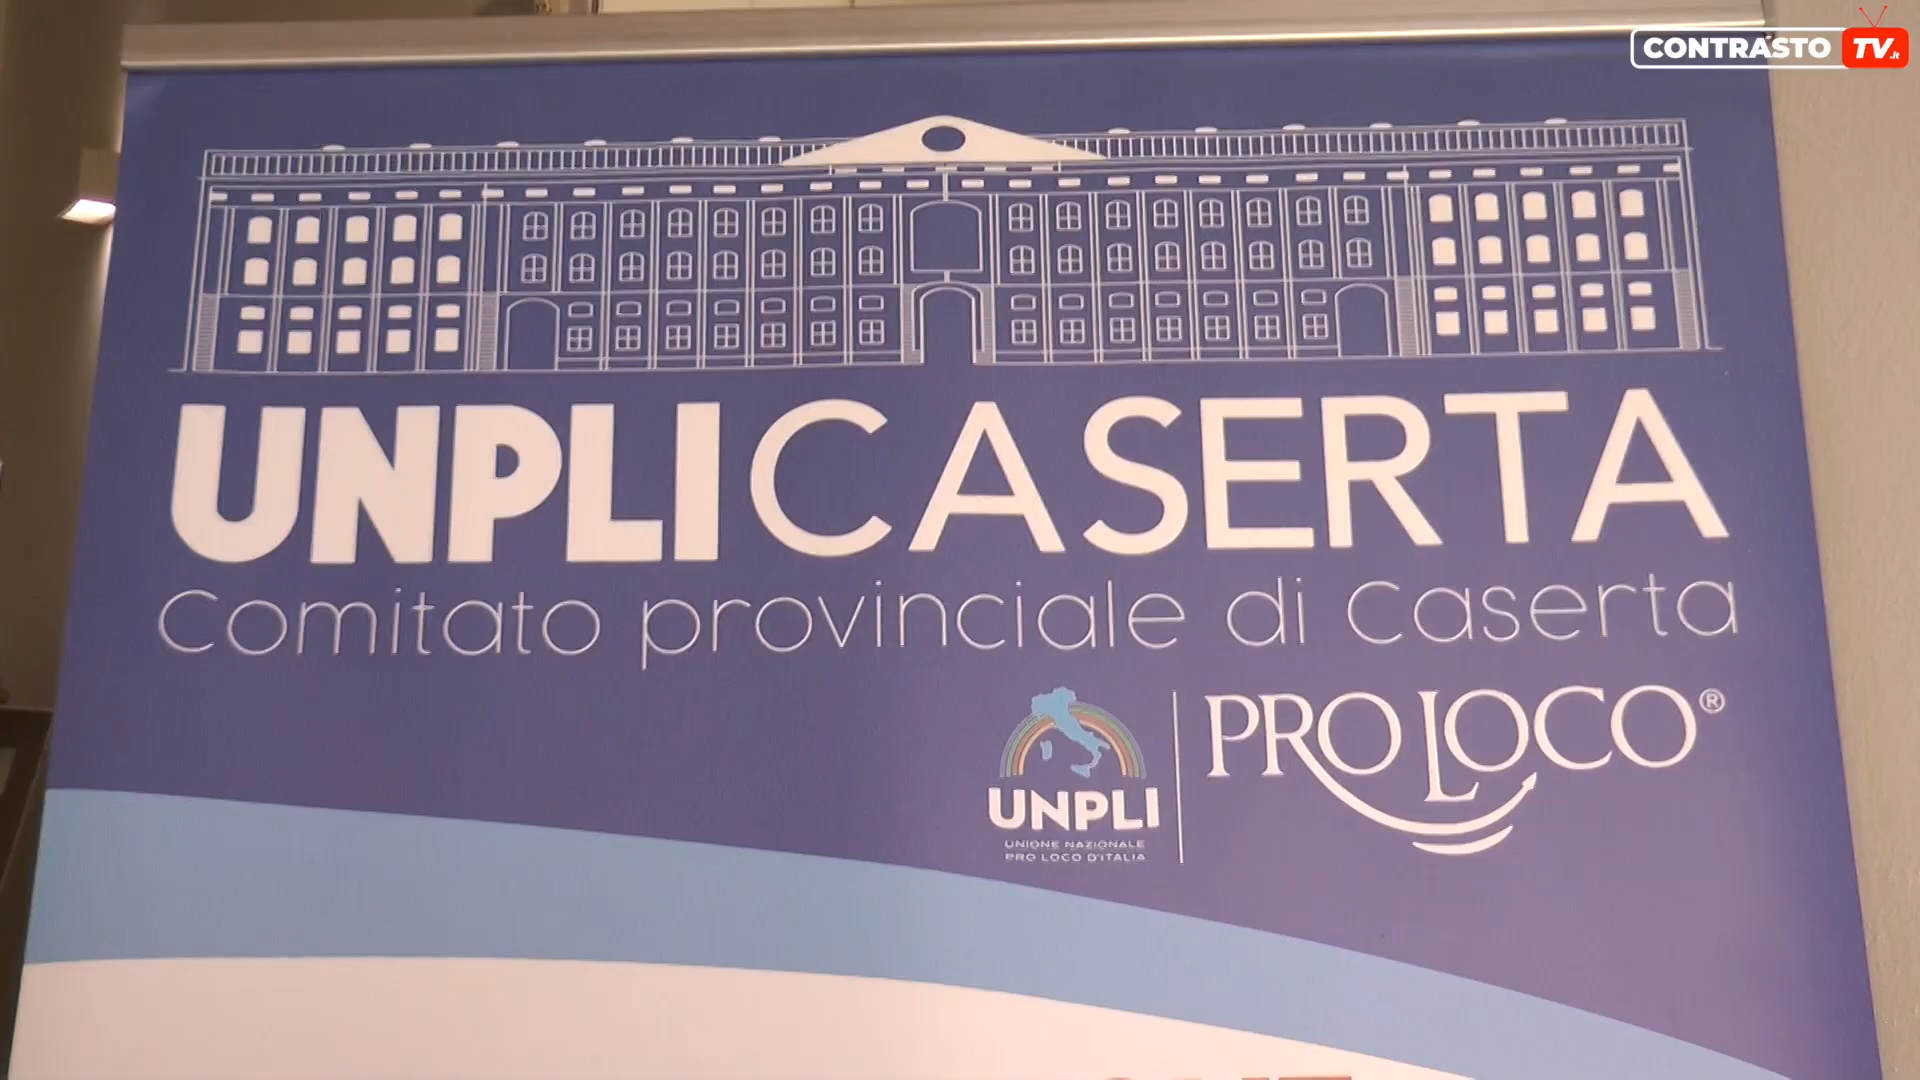 CONTRASTO TV.it
UNPLICASERTA
Comitato provinciale di Caserta
PRO LOCO®
UNPLI
UNIONE NAZIONALE
PRO LOCO D'ITALIA